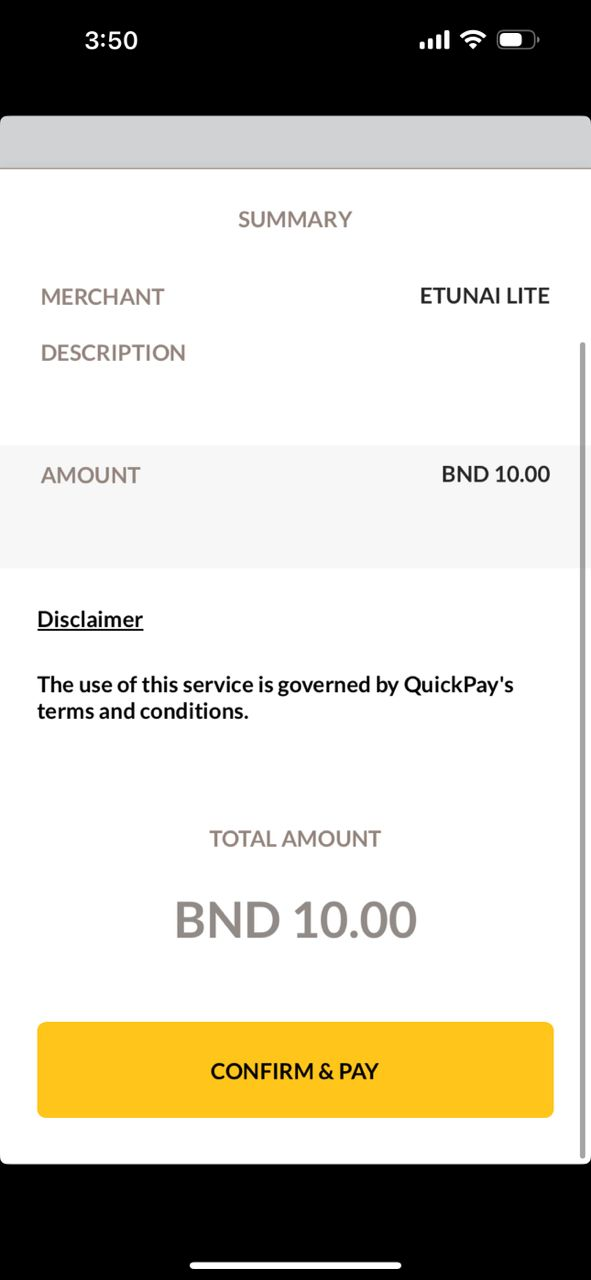 3:50
SUMMARY
MERCHANT ETUNAI LITE
DESCRIPTION
AMOUNT BND 10.00
Disclaimer
The use of this service is governed by QuickPay's
terms and conditions.
TOTAL AMOUNT
BND 10.00
CONFIRM & PAY